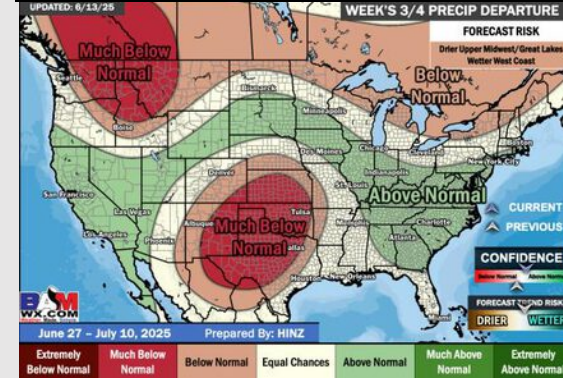 UPDATED: 6/13/25
WEEK'S 3/4 PRECIP DEPARTURE
FORECAST RISK
Drier Upper Midwest/Great Lakes
Wetter West Coast
Much Below
Normal
Below
Normal
Seattle
Bismarck
Minneapolis
Boise
Boston
Des Moines
Chicago
Cleveland
New York City
Denver
Indianapolis
San Francisco
St. Louis
Above Normal
Las Vegas
Tulsa
CURRENT
Much Below
Normal
Charlotte
Los Angeles
Albuque
Memphis
PREVIOUS
Phoenix
allas
Atlanta
CONFIDENCE
Below Normal
Above Norma
Houston
New Orleans
FORECAST TREND RISK
BAM
WX.COM
Miami
DRIER
WETTER
June 27 – July 10, 2025
Prepared By: HINZ
Extremely
Below Normal
Much Below
Normal
Below Normal
Equal Chances
Above Normal
Much Above
Normal
Extremely
Above Normal